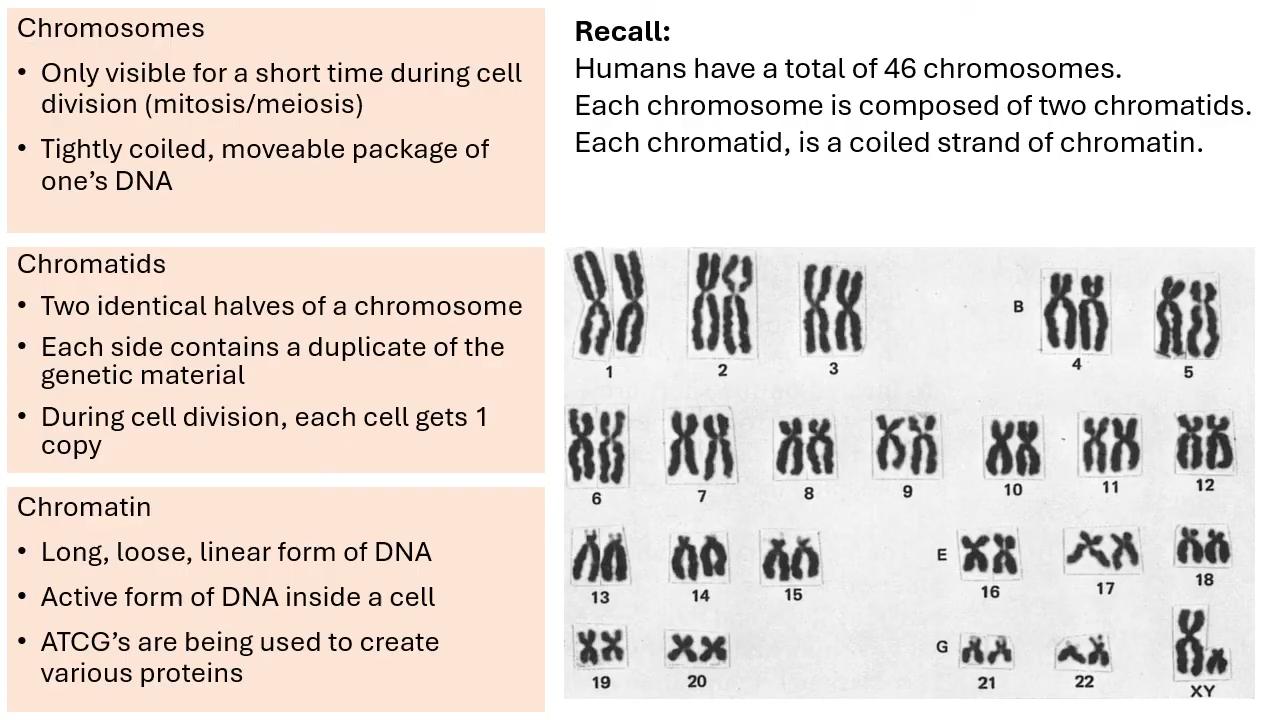 Chromosomes
• Only visible for a short time during cell
division (mitosis/meiosis)
• Tightly coiled, moveable package of
one’s DNA
Recall:
Humans have a total of 46 chromosomes.
Each chromosome is composed of two chromatids.
Each chromatid, is a coiled strand of chromatin.
Chromatids
• Two identical halves of a chromosome
• Each side contains a duplicate of the
genetic material
• During cell division, each cell gets 1
copy
Chromatin
• Long, loose, linear form of DNA
• Active form of DNA inside a cell
• ATCG’s are being used to create
various proteins
B
1 2 3 4 5
6 7 8 9 10 11 12
E
13 14 15 16 17 18
G
19 20 21 22 XY